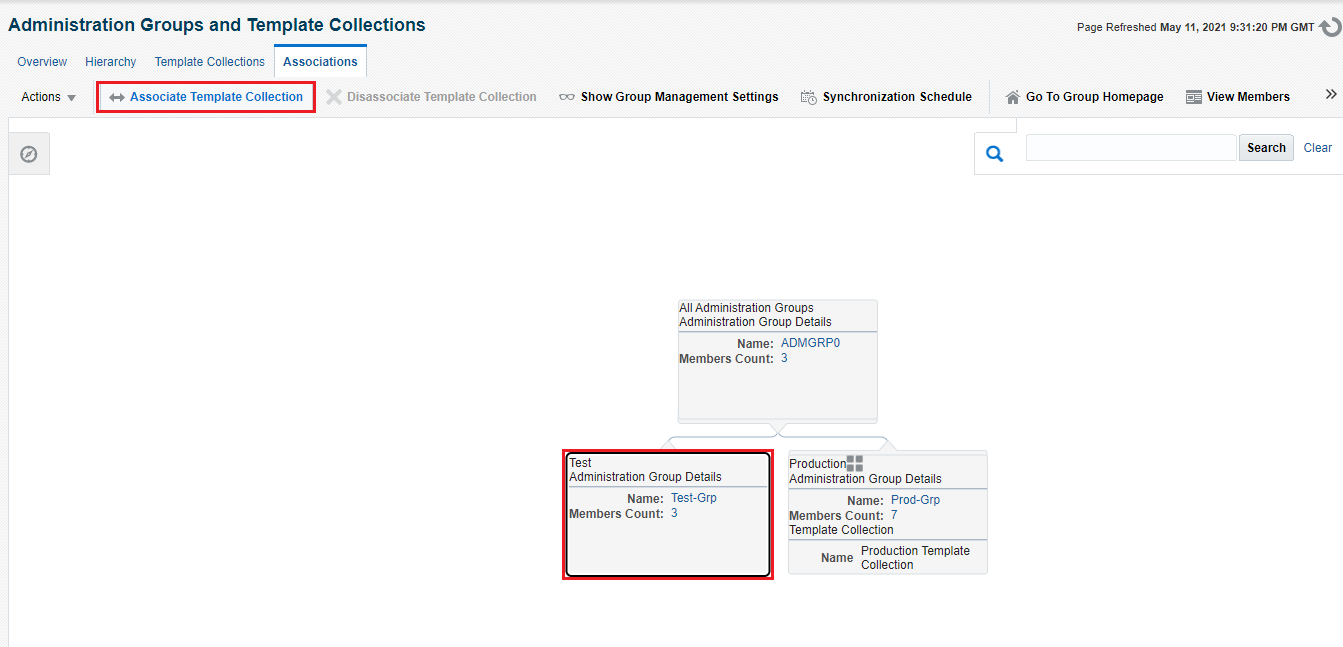 Administration Groups and Template Collections
Page Refreshed May 11, 2021 9:31:20 PM GMT
Overview Hierarchy Template Collections Associations
Actions Associate Template Collection Disassociate Template Collection Show Group Management Settings Synchronization Schedule Go To Group Homepage View Members »
Search Clear
All Administration Groups
Administration Group Details
Name: ADMGRP0
Members Count: 3
Test
Administration Group Details
Name: Test-Grp
Members Count: 3
Production
Administration Group Details
Name: Prod-Grp
Members Count: 7
Template Collection
Name Production Template
Collection